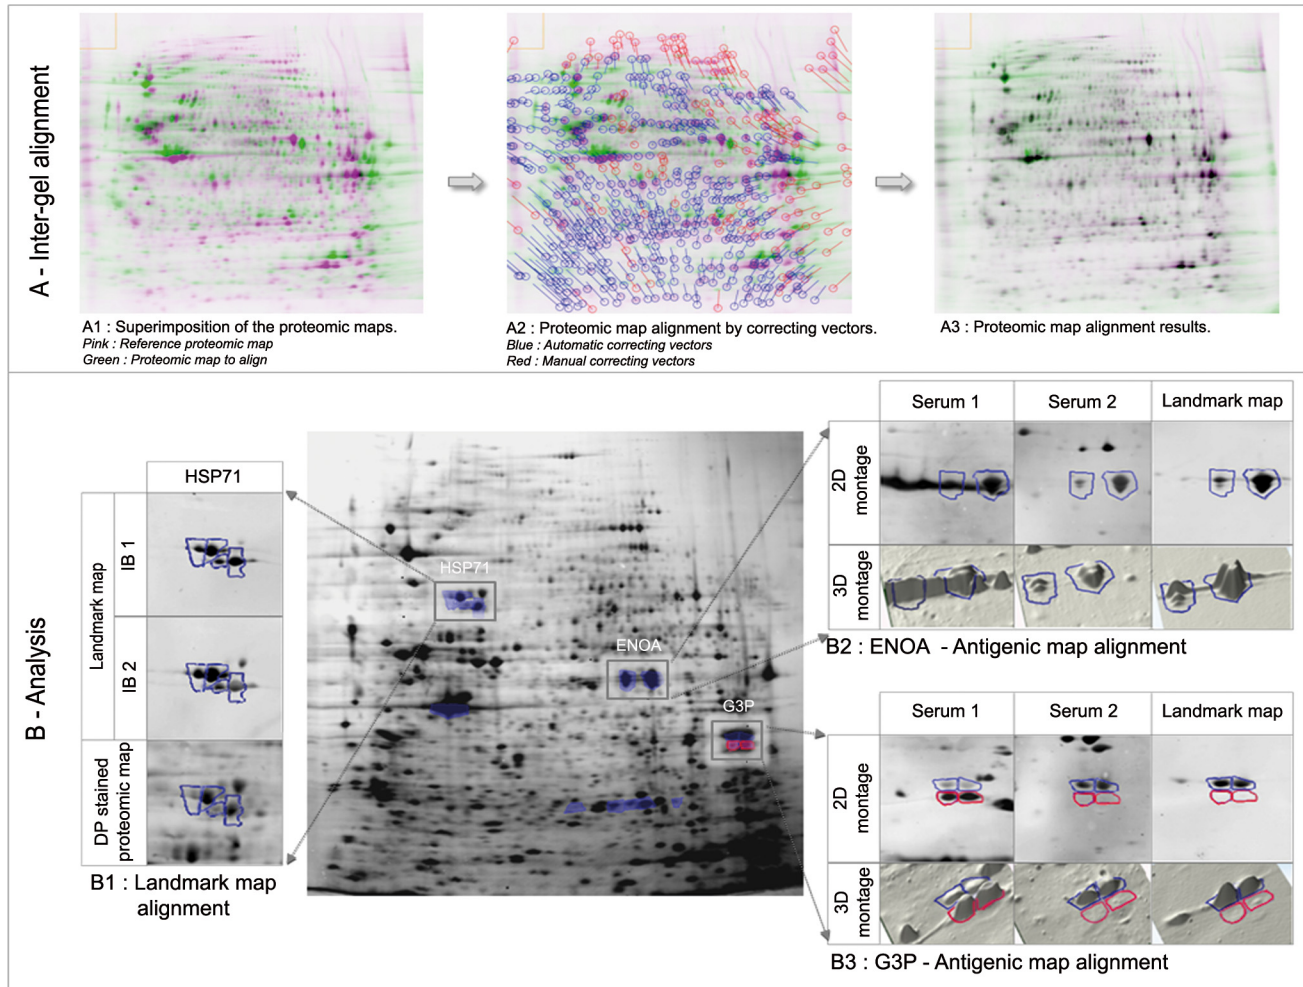 A - Inter-gel alignment
A1 : Superimposition of the proteomic maps.
Pink : Reference proteomic map
Green : Proteomic map to align
A2 : Proteomic map alignment by correcting vectors.
Blue : Automatic correcting vectors
Red : Manual correcting vectors
A3 : Proteomic map alignment results.
B - Analysis
HSP71
Landmark map
IB 1
IB 2
DP stained
proteomic map
B1 : Landmark map
alignment
HSP71
ENOA
G3P
Serum 1
Serum 2
Landmark map
2D
montage
3D
montage
B2 : ENOA - Antigenic map alignment
Serum 1
Serum 2
Landmark map
2D
montage
3D
montage
B3 : G3P - Antigenic map alignment